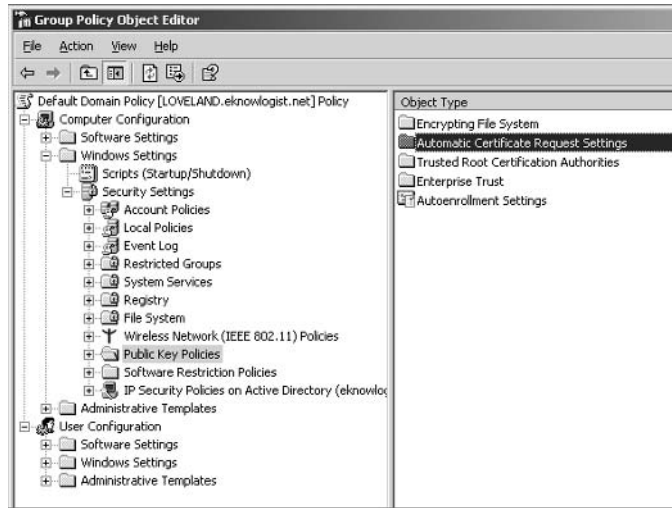 Group Policy Object Editor
File Action View Help
Default Domain Policy [LOVELAND.eknowlogist.net] Policy
Computer Configuration
Software Settings
Windows Settings
Scripts (Startup/Shutdown)
Security Settings
Account Policies
Local Policies
Event Log
Restricted Groups
System Services
Registry
File System
Wireless Network (IEEE 802.11) Policies
Public Key Policies
Software Restriction Policies
IP Security Policies on Active Directory (eknowlog
Administrative Templates
User Configuration
Software Settings
Windows Settings
Administrative Templates
Object Type
Encrypting File System
Automatic Certificate Request Settings
Trusted Root Certification Authorities
Enterprise Trust
Autoenrollment Settings